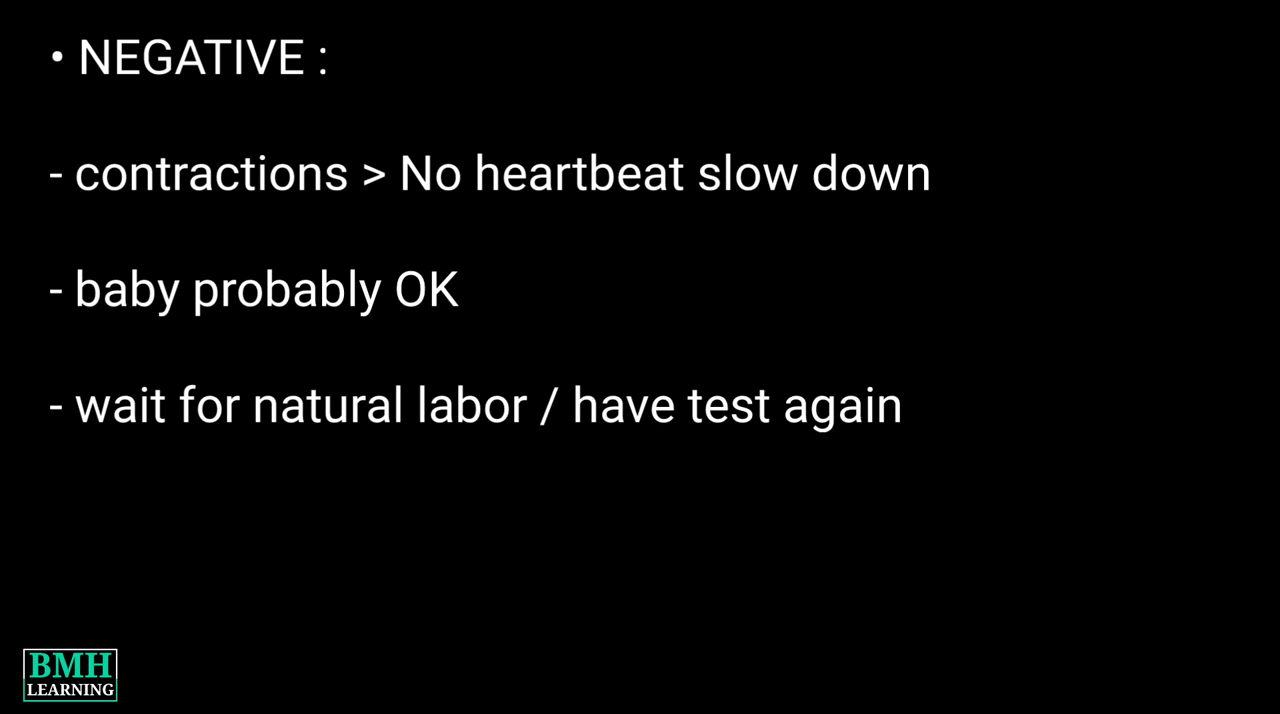 • NEGATIVE :
- contractions > No heartbeat slow down
- baby probably OK
- wait for natural labor / have test again
BMH
LEARNING